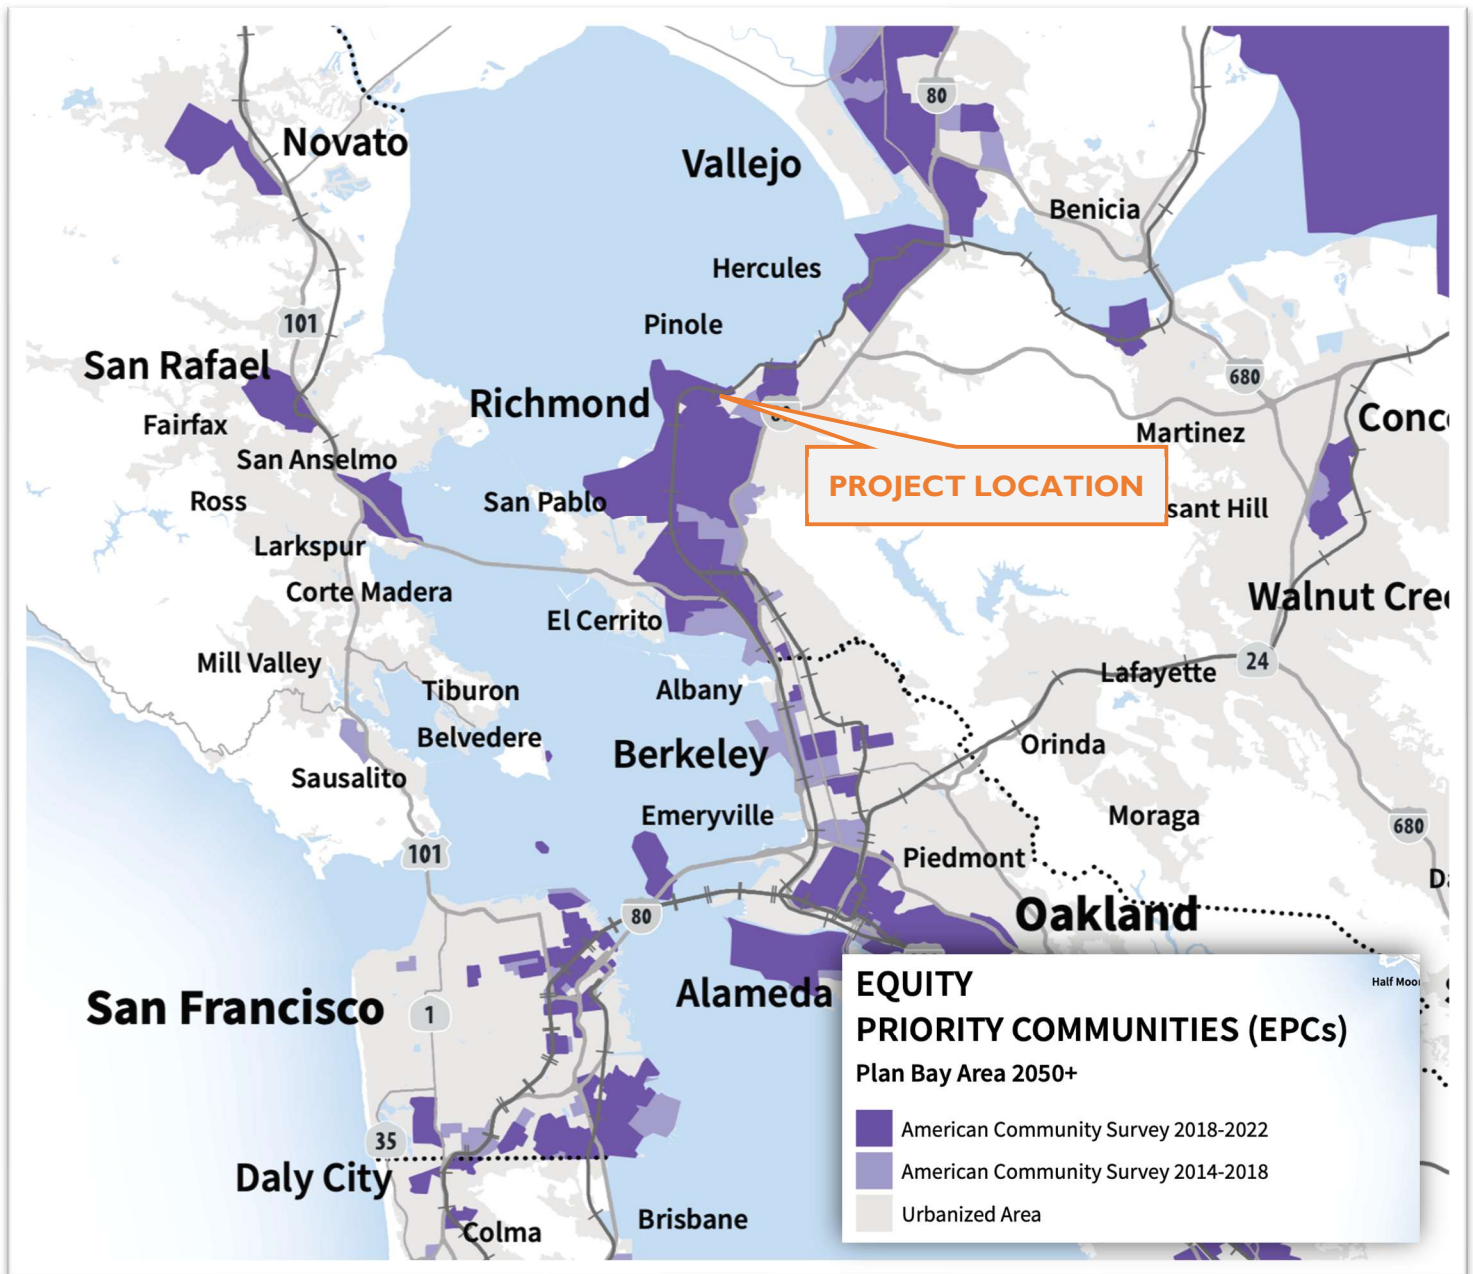 Novato
80
Vallejo
Benicia
Hercules
101
Pinole
San Rafael
680
Richmond
Conc
Fairfax
Martinez
San Anselmo
PROJECT LOCATION
Ross
San Pablo
sant Hill
Larkspur
Corte Madera
Walnut Cree
El Cerrito
Mill Valley
24
Lafayette
Tiburon
Albany
Belvedere
Orinda
Berkeley
Sausalito
Emeryville
Moraga
680
101
Piedmont
80
Oakland
Alameda
San Francisco
1
EQUITY
Half Moo
PRIORITY COMMUNITIES (EPCs)
Plan Bay Area 2050+
American Community Survey 2018-2022
35
American Community Survey 2014-2018
Daly City
Urbanized Area
Brisbane
Colma